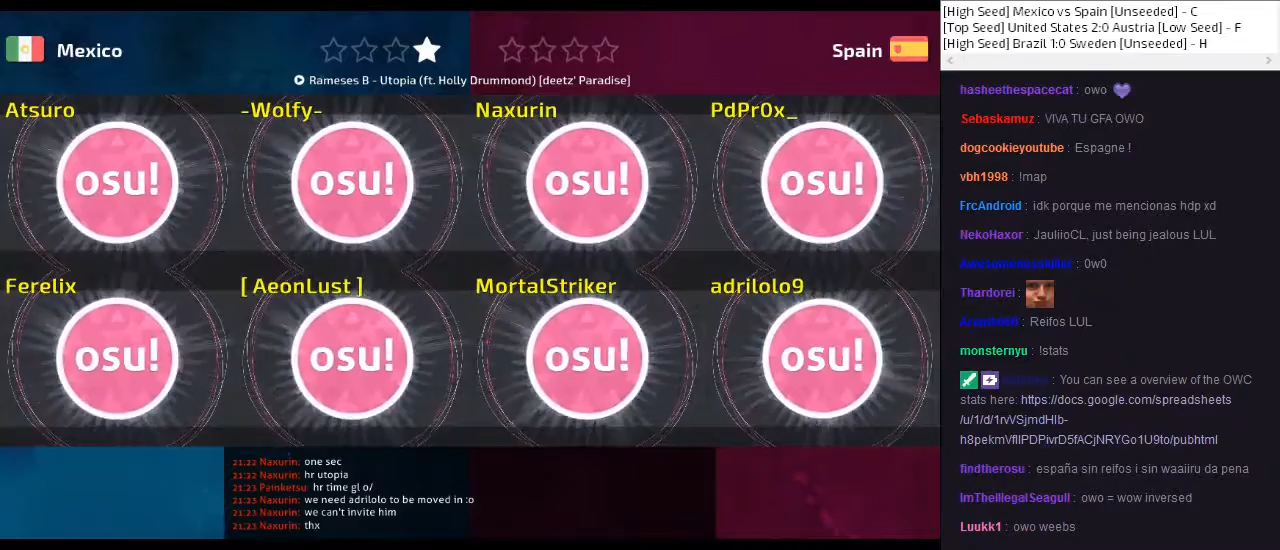 Mexico
Spain
Rameses B - Utopia (ft. Holly Drummond) [deetz' Paradise]
Atsuro
-Wolfy-
Naxurin
PdPr0x_
osu!
osu!
osu!
osu!
Ferelix
[ AeonLust ]
MortalStriker
adrilolo9
osu!
osu!
osu!
osu!
21:22 Naxurin: one sec
21:22 Naxurin: hr utopia
21:23 Painketsu: hr time gl o/
21:23 Naxurin: we need adrilolo to be moved in :o
21:23 Naxurin: we can't invite him
21:23 Naxurin: thx
[High Seed] Mexico vs Spain [Unseeded] - C
[Top Seed] United States 2:0 Austria [Low Seed] - F
[High Seed] Brazil 1:0 Sweden [Unseeded] - H
hasheethespacecat : owo
Sebaskamuz : VIVA TU GFA OWO
dogcookieyoutube : Espagne !
vbh1998 : !map
FrcAndroid : idk porque me mencionas hdp xd
NekoHaxor : JauliioCL, just being jealous LUL
: 0w0
Thardorei :
: Reifos LUL
monsternyu : !stats
: You can see a overview of the OWC
stats here: https://docs.google.com/spreadsheets
/u/1/d/1rvVSjmdHlb-
h8pekmVfllPDPivrD5fACjNRYGo1U9to/pubhtml
findtherosu : españa sin reifos i sin waaiiru da pena
ImTheIllegalSeagull : owo = wow inversed
Luukk1 : owo weebs